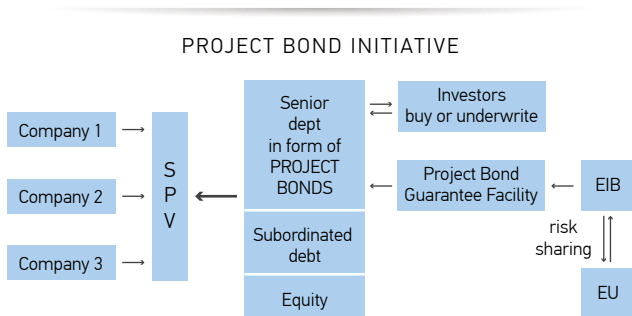 PROJECT BOND INITIATIVE
Company 1
Company 2
Company 3
S
P
V
Senior
dept
in form of
PROJECT
BONDS
Subordinated
debt
Equity
Investors
buy or underwrite
Project Bond
Guarantee Facility
EIB
risk
sharing
EU